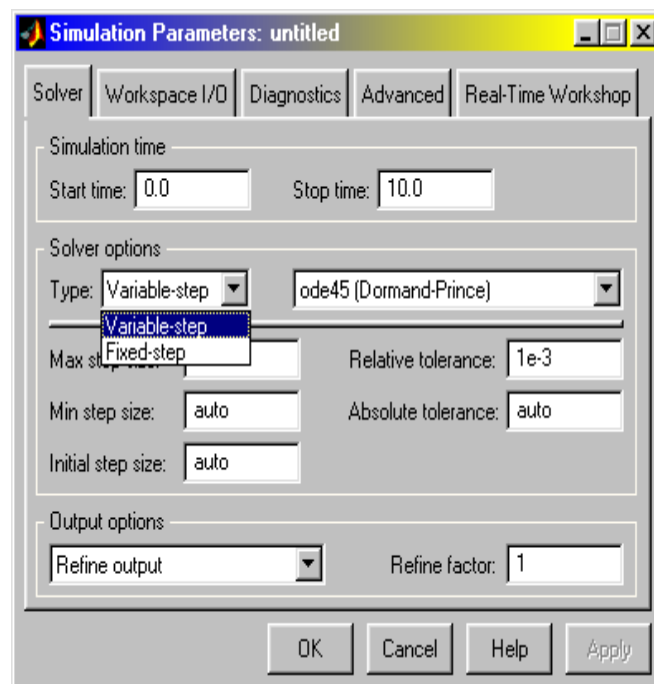 Simulation Parameters: untitled
Solver Workspace I/O Diagnostics Advanced Real-Time Workshop
Simulation time
Start time: 0.0 Stop time: 10.0
Solver options
Type: Variable-step ode45 (Dormand-Prince)
Variable-step
Fixed-step
Max Relative tolerance: 1e-3
Min step size: auto Absolute tolerance: auto
Initial step size: auto
Output options
Refine output Refine factor: 1
OK Cancel Help Apply